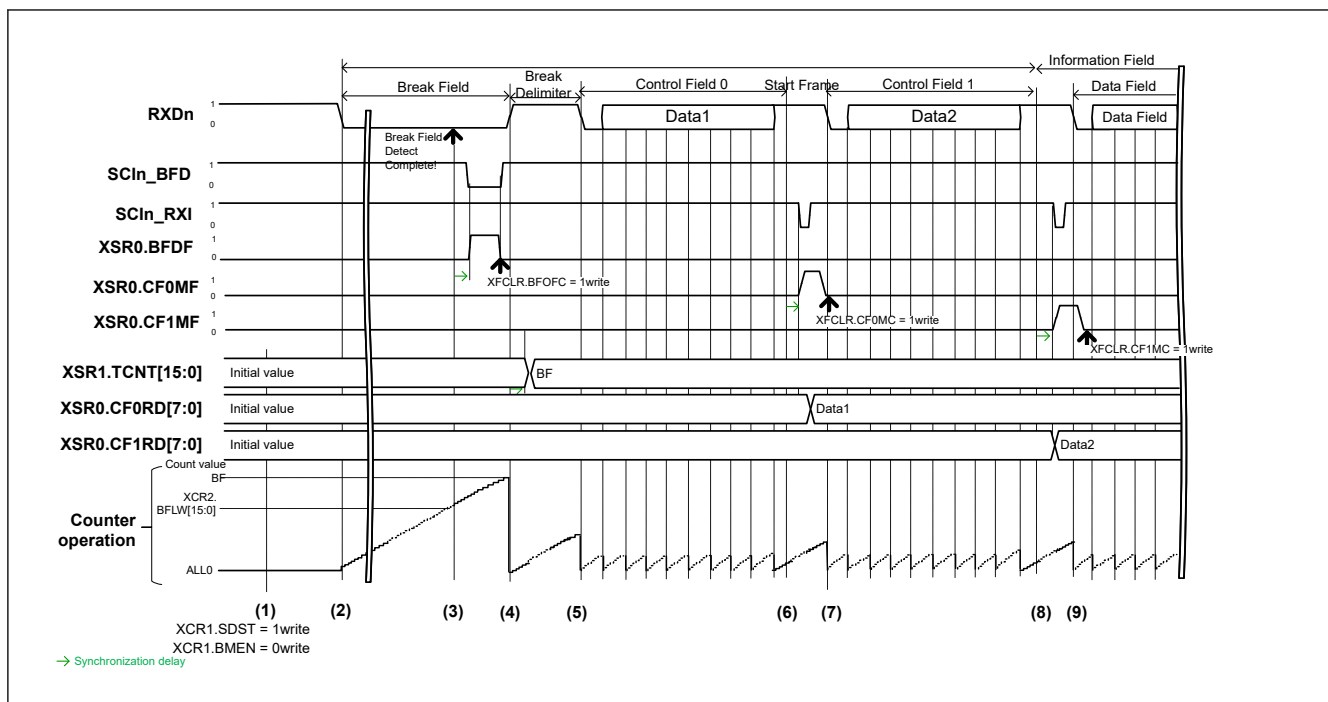 Information Field
Break Field
Break
Delimiter
Control Field 0
Start Frame
Control Field 1
Data Field
RXDn
1
0
Data1
Data2
Data Field
Break Field
Detect
Complete!
SCIn_BFD
1
0
SCIn_RXI
1
0
XSR0.BFDF
1
0
XFCLR.BFOFC = 1write
XSR0.CF0MF
1
0
XFCLR.CF0MC = 1write
XSR0.CF1MF
1
0
XFCLR.CF1MC = 1write
XSR1.TCNT[15:0]
Initial value
BF
XSR0.CF0RD[7:0]
Initial value
Data1
XSR0.CF1RD[7:0]
Initial value
Data2
Count value
BF
XCR2.
BFLW[15:0]
Counter
operation
ALL0
(1) (2) (3) (4) (5) (6) (7) (8) (9)
XCR1.SDST = 1write
XCR1.BMEN = 0write
Synchronization delay